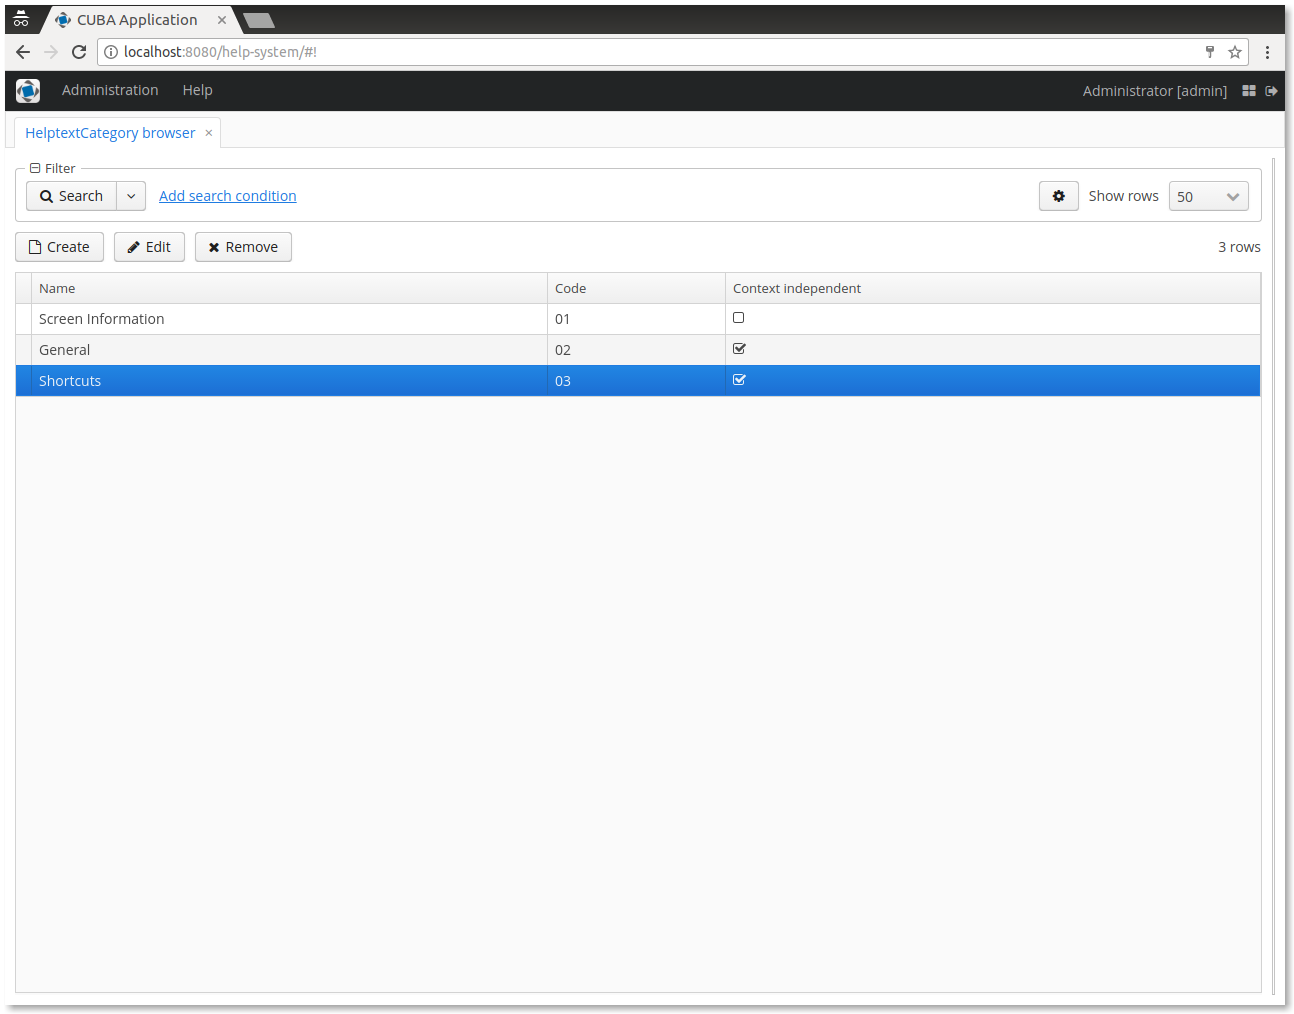 CUBA Application
localhost:8080/help-system/#!
Administration Help Administrator [admin]
HelptextCategory browser
Filter
Search Add search condition Show rows 50
Create Edit Remove 3 rows
Name Code Context independent
Screen Information 01
General 02
Shortcuts 03